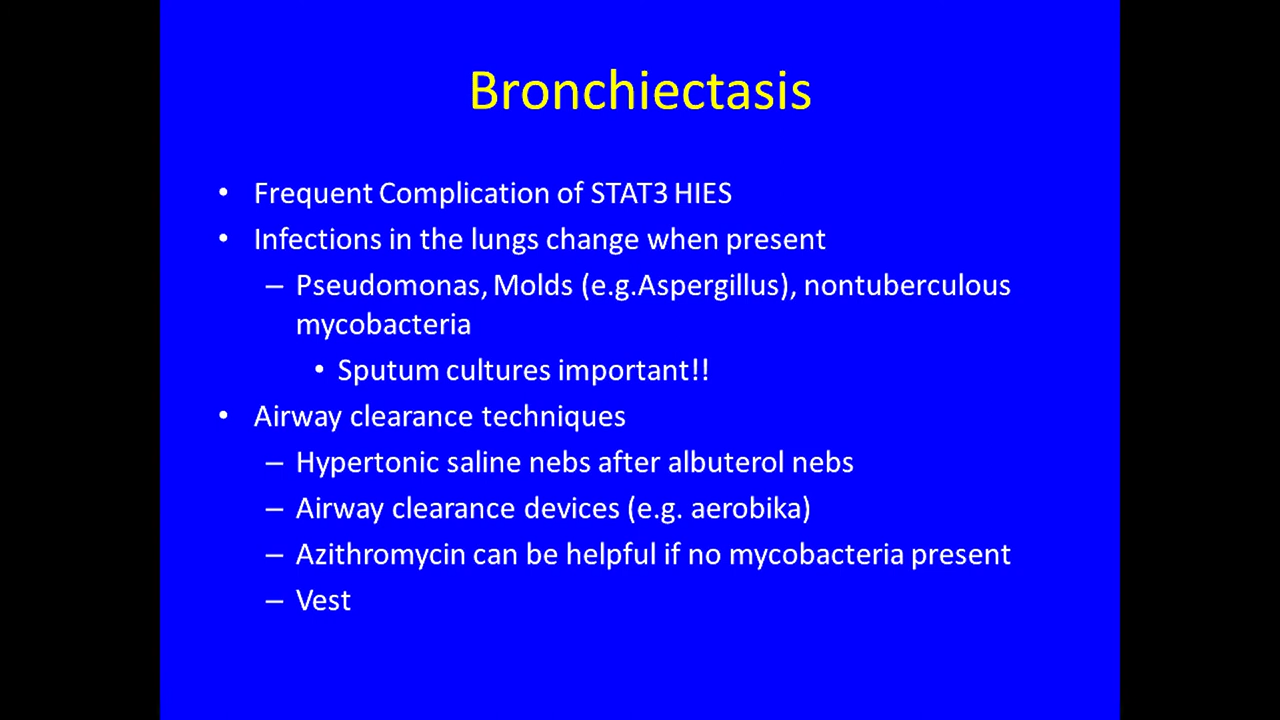 Bronchiectasis
• Frequent Complication of STAT3 HIES
• Infections in the lungs change when present
– Pseudomonas, Molds (e.g.Aspergillus), nontuberculous
mycobacteria
• Sputum cultures important!!
• Airway clearance techniques
– Hypertonic saline nebs after albuterol nebs
– Airway clearance devices (e.g. aerobika)
– Azithromycin can be helpful if no mycobacteria present
– Vest